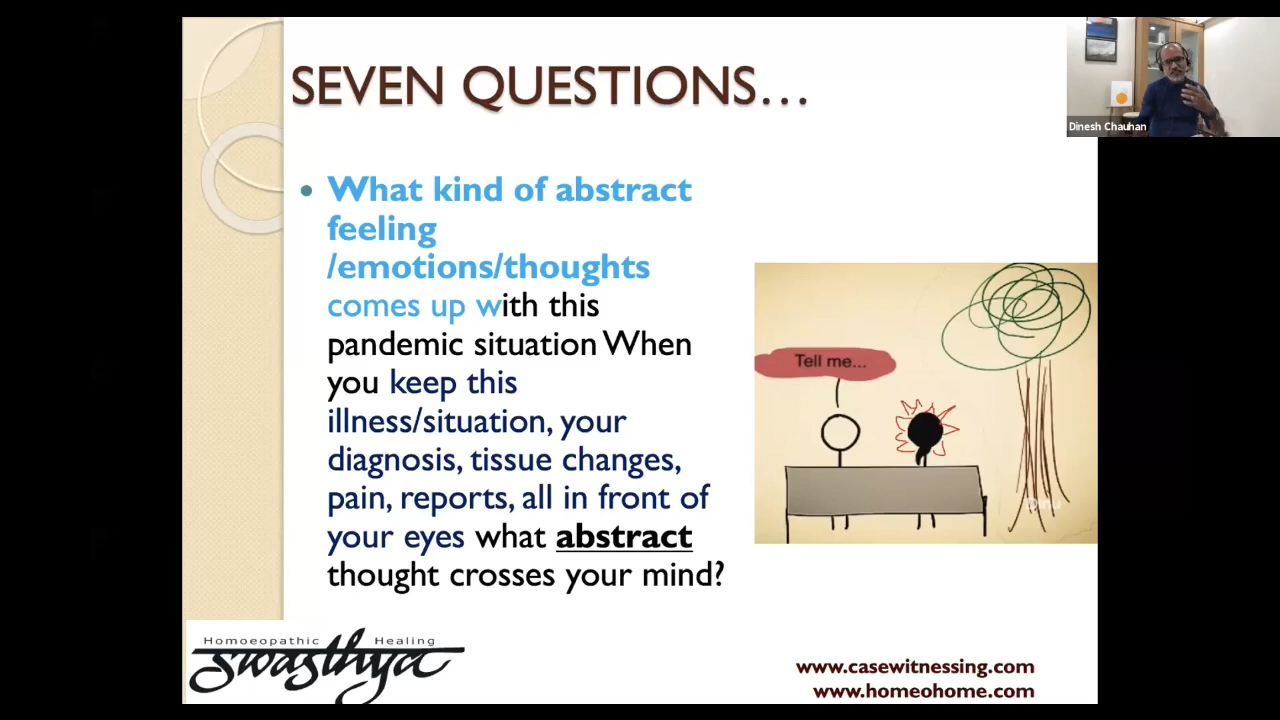 SEVEN QUESTIONS…
Dinesh Chauhan
• What kind of abstract
feeling
/emotions/thoughts
comes up with this
pandemic situation When
you keep this
illness/situation, your
diagnosis, tissue changes,
pain, reports, all in front of
your eyes what abstract
thought crosses your mind?
Tell me...
Homoeopathic Healing
swasthya
www.casewitnessing.com
www.homeohome.com